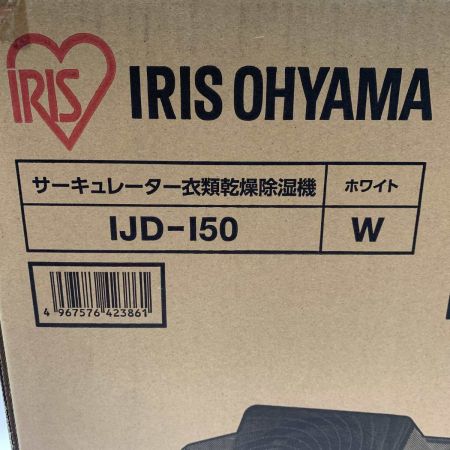 IRIS
IRIS OHYAMA
サーキュレーター衣類乾燥除湿機 ホワイト
IJD-I50 W
4 967576 423861